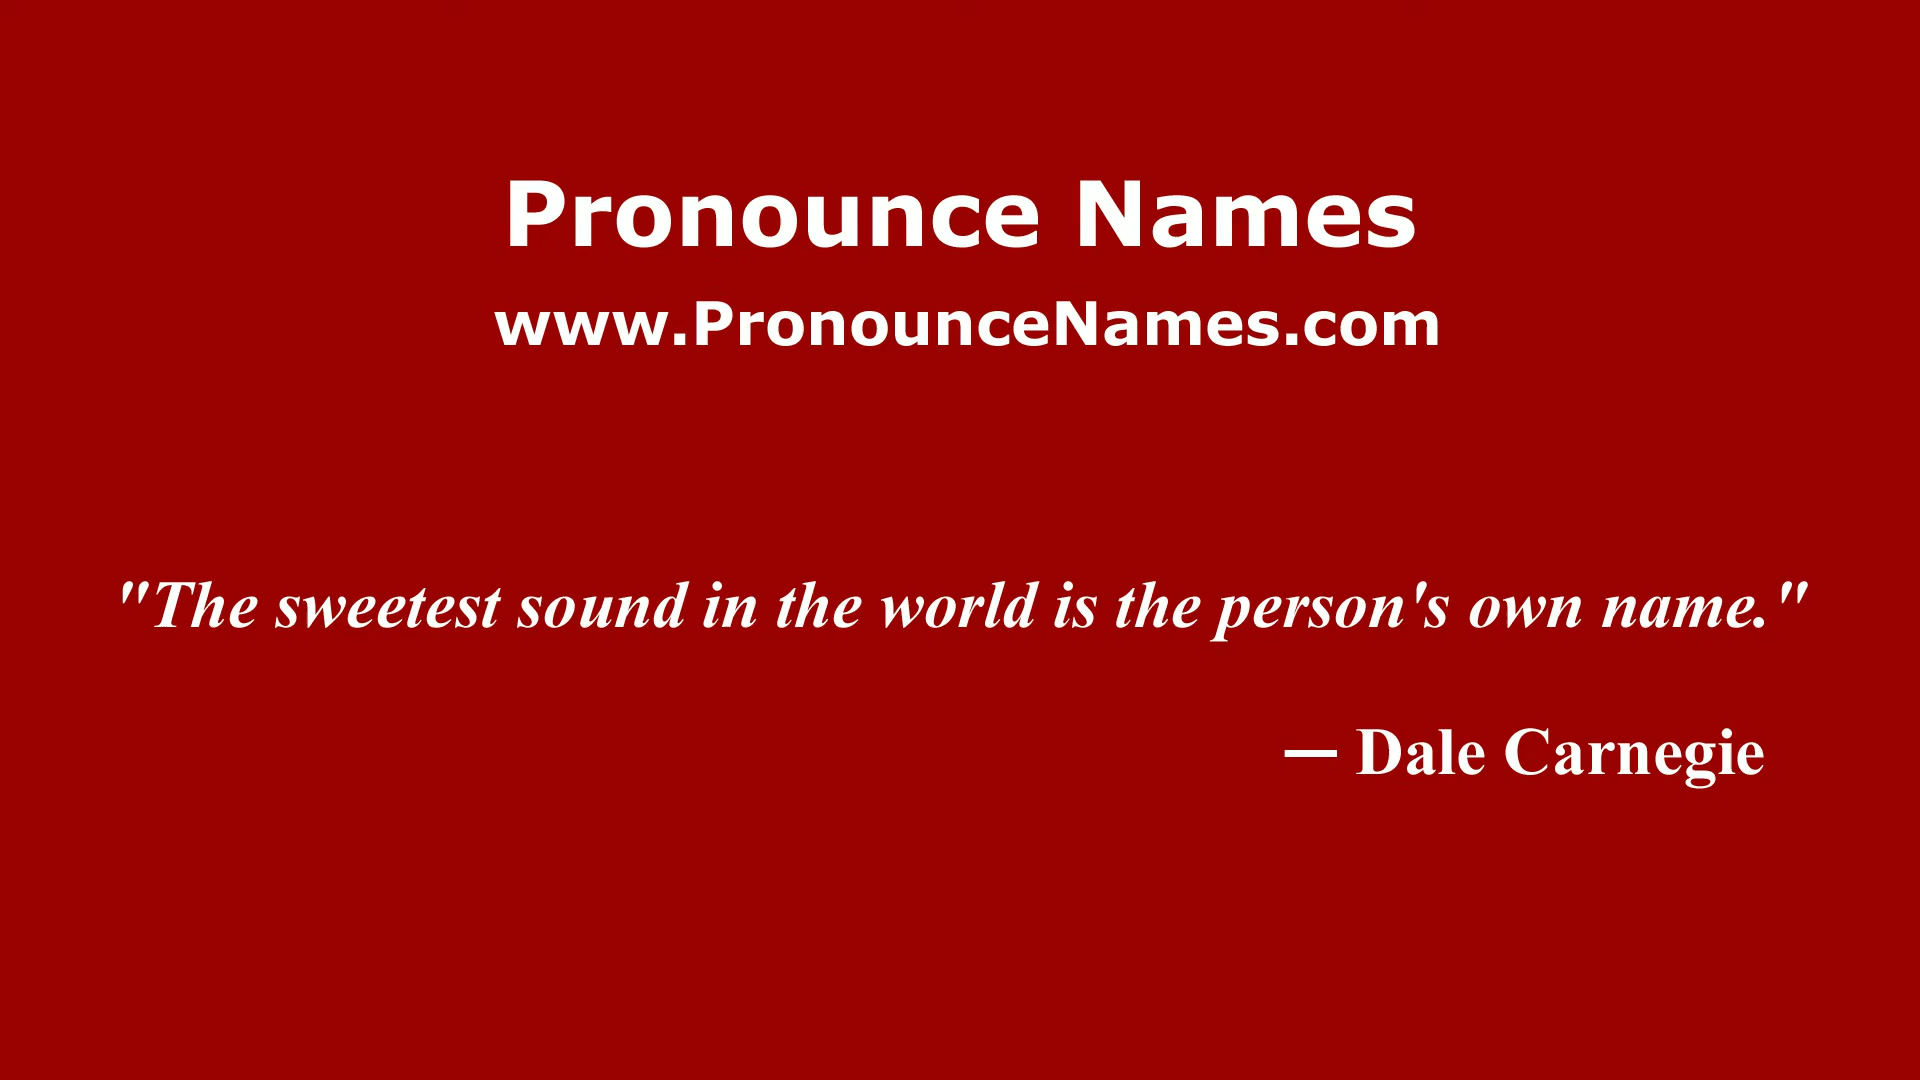 Pronounce Names
www.PronounceNames.com
"The sweetest sound in the world is the person's own name."
— Dale Carnegie